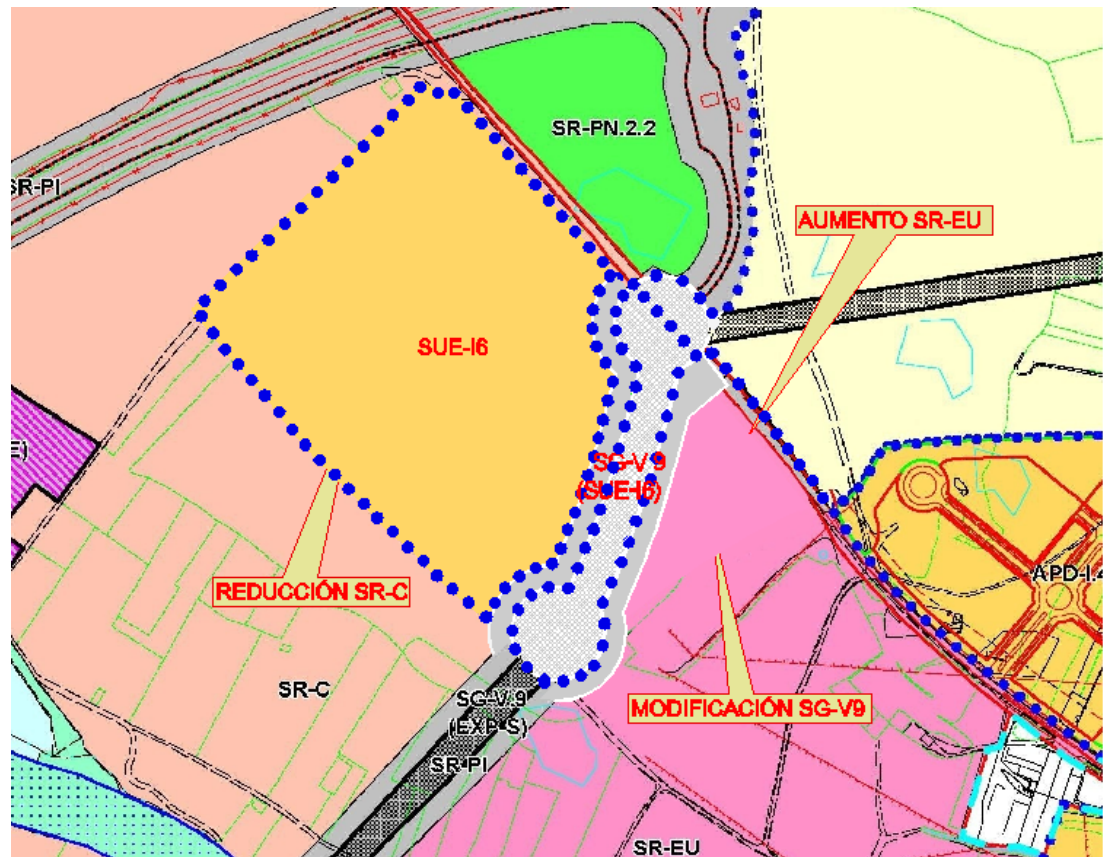 SR-PN.2.2
SR-PI
AUMENTO SR-EU
SUE-I6
SG-V.9
(SUE-I6)
E)
REDUCCIÓN SR-C
APD-I.4
SR-C
SG-V.9
(EXP-S)
MODIFICACIÓN SG-V9
SR-PI
SR-EU